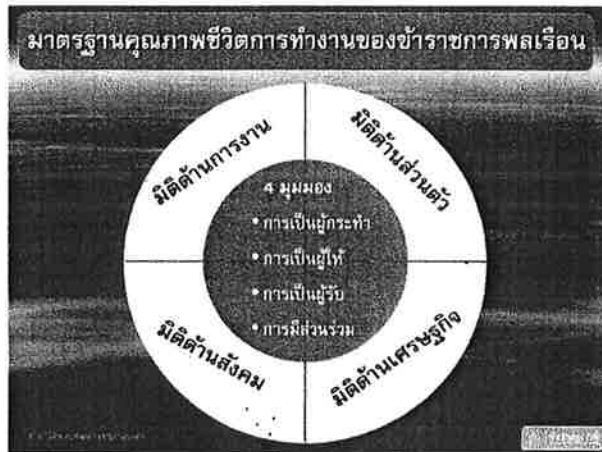 มาตรฐานคุณภาพชีวิตการทำงานของข้าราชการพลเรือน
มิติด้านการงาน
มิติด้านส่วนตัว
4 มุมมอง
• การเป็นผู้กระทำ
• การเป็นผู้ให้
• การเป็นผู้รับ
• การมีส่วนร่วม
มิติด้านสังคม
มิติด้านเศรษฐกิจ